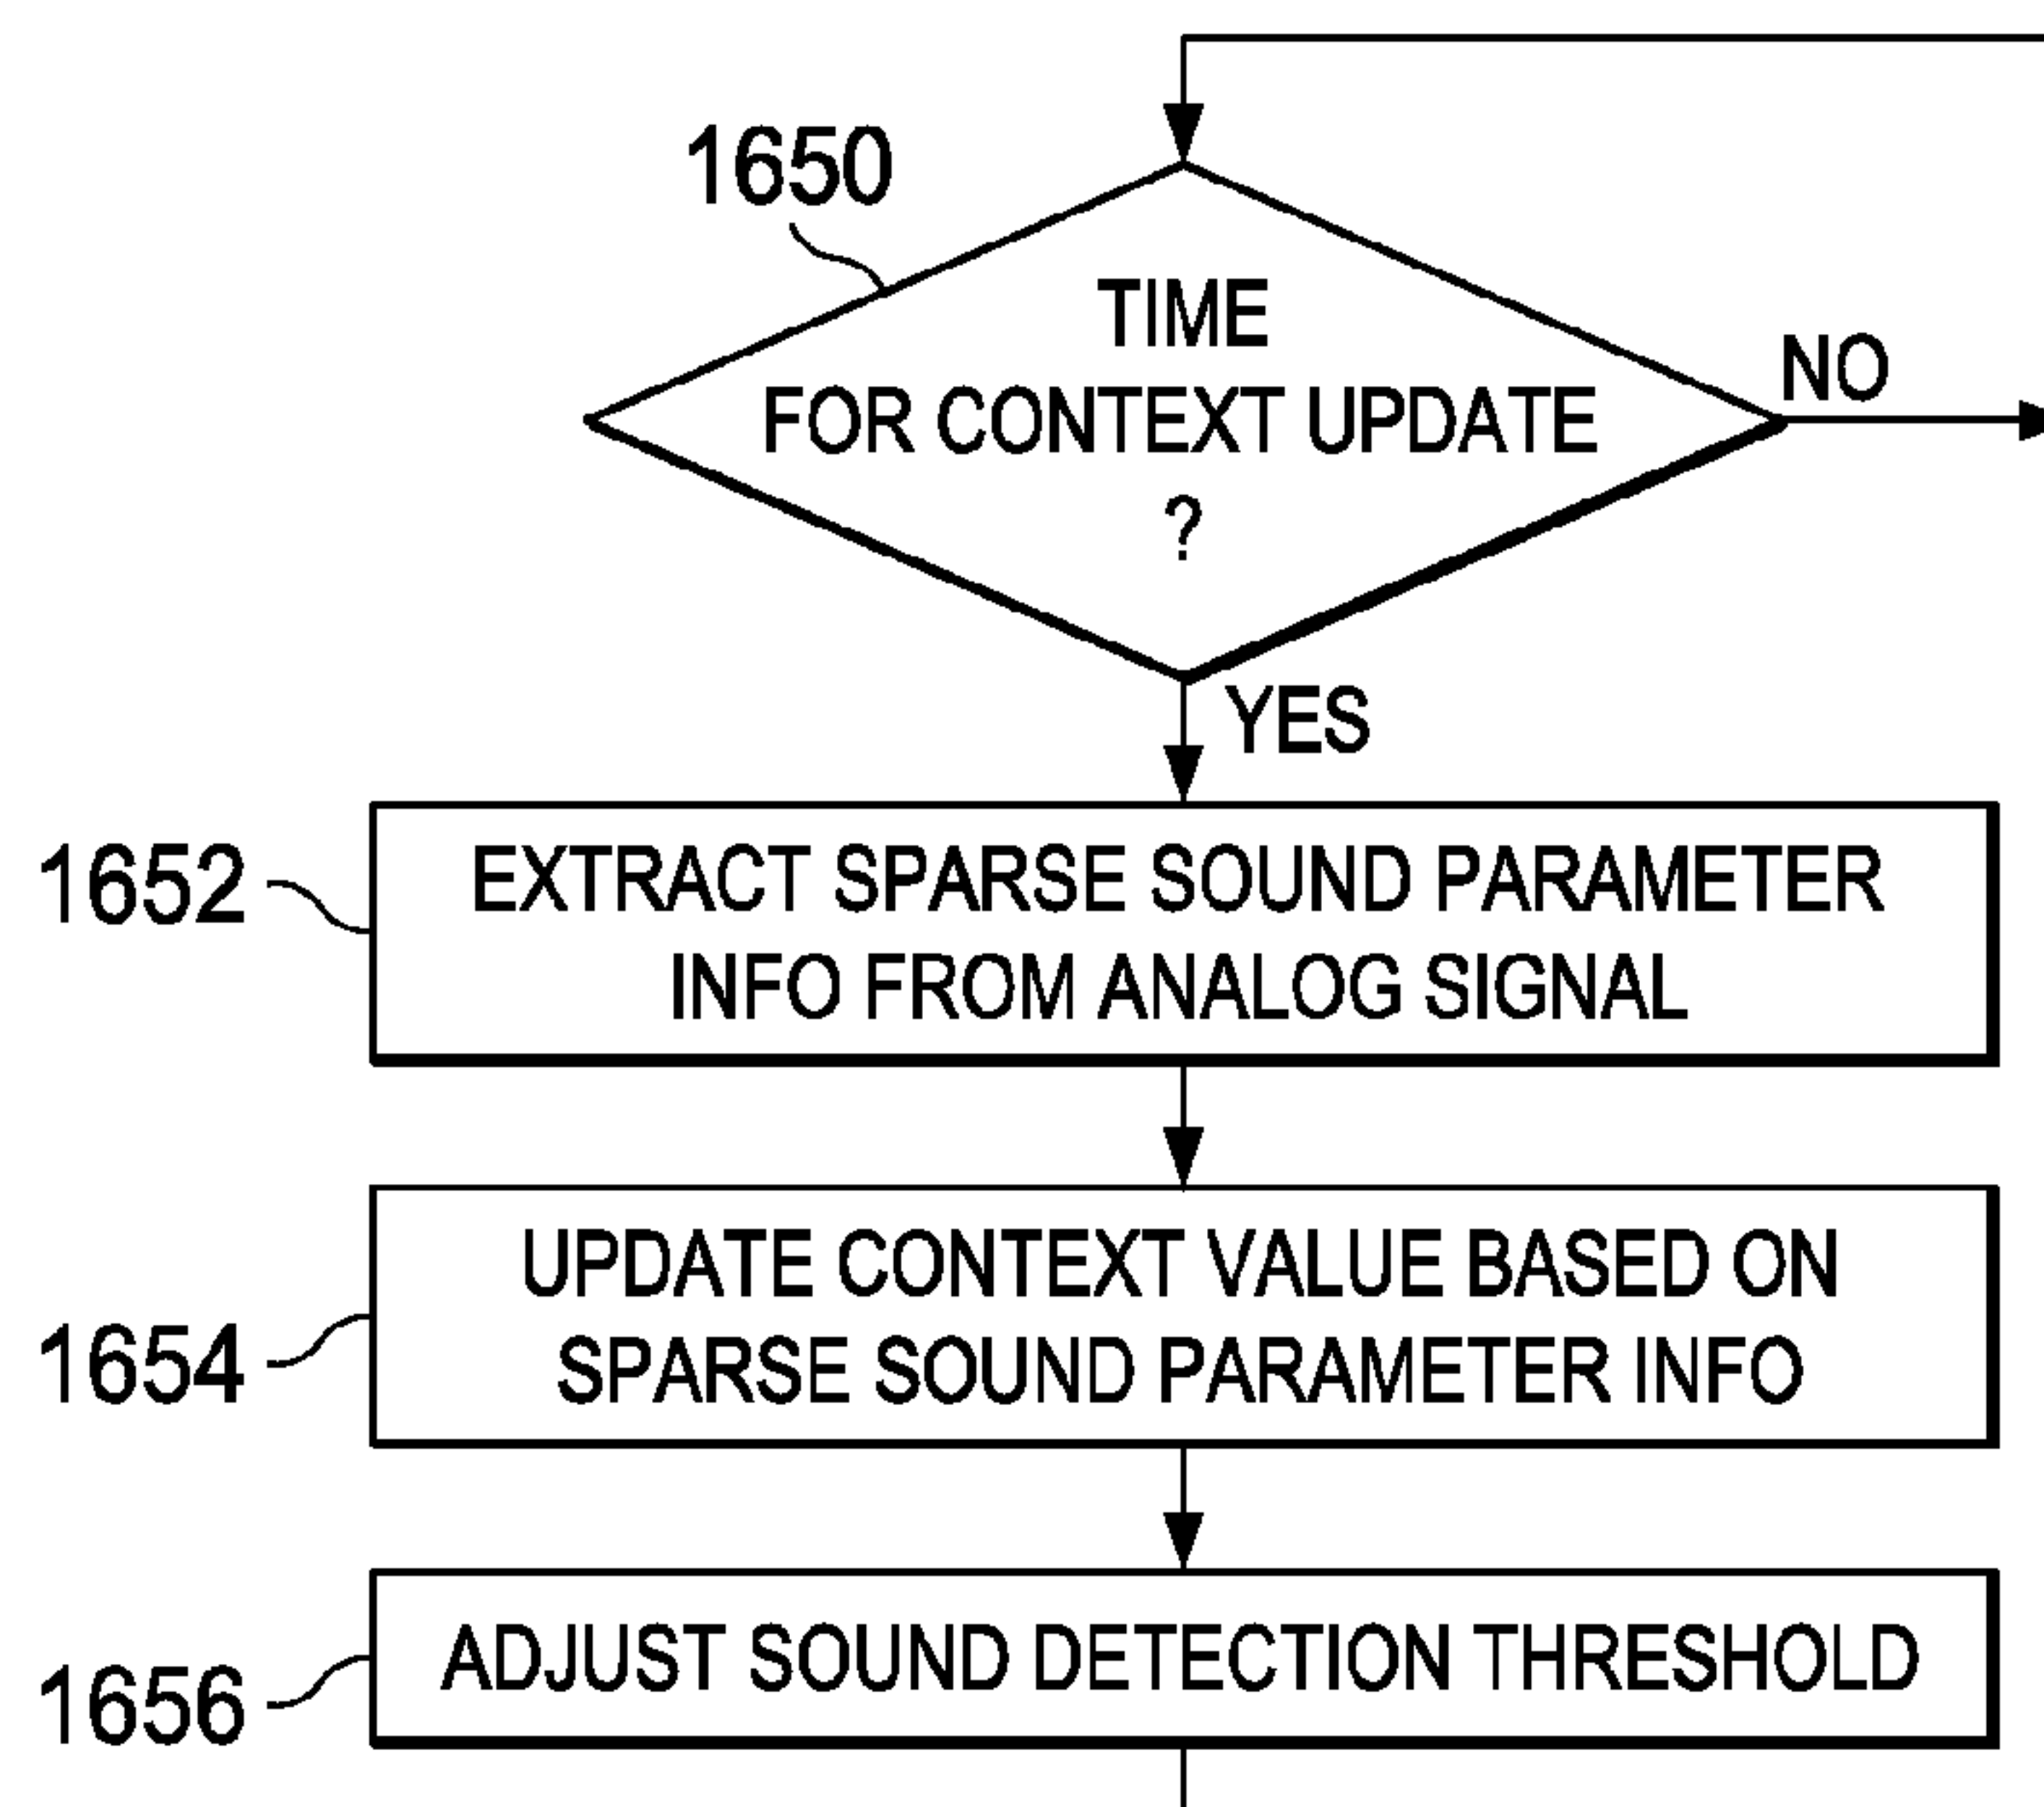 1650
TIME
FOR CONTEXT UPDATE
?
NO
YES
1652
EXTRACT SPARSE SOUND PARAMETER
INFO FROM ANALOG SIGNAL
1654
UPDATE CONTEXT VALUE BASED ON
SPARSE SOUND PARAMETER INFO
1656
ADJUST SOUND DETECTION THRESHOLD